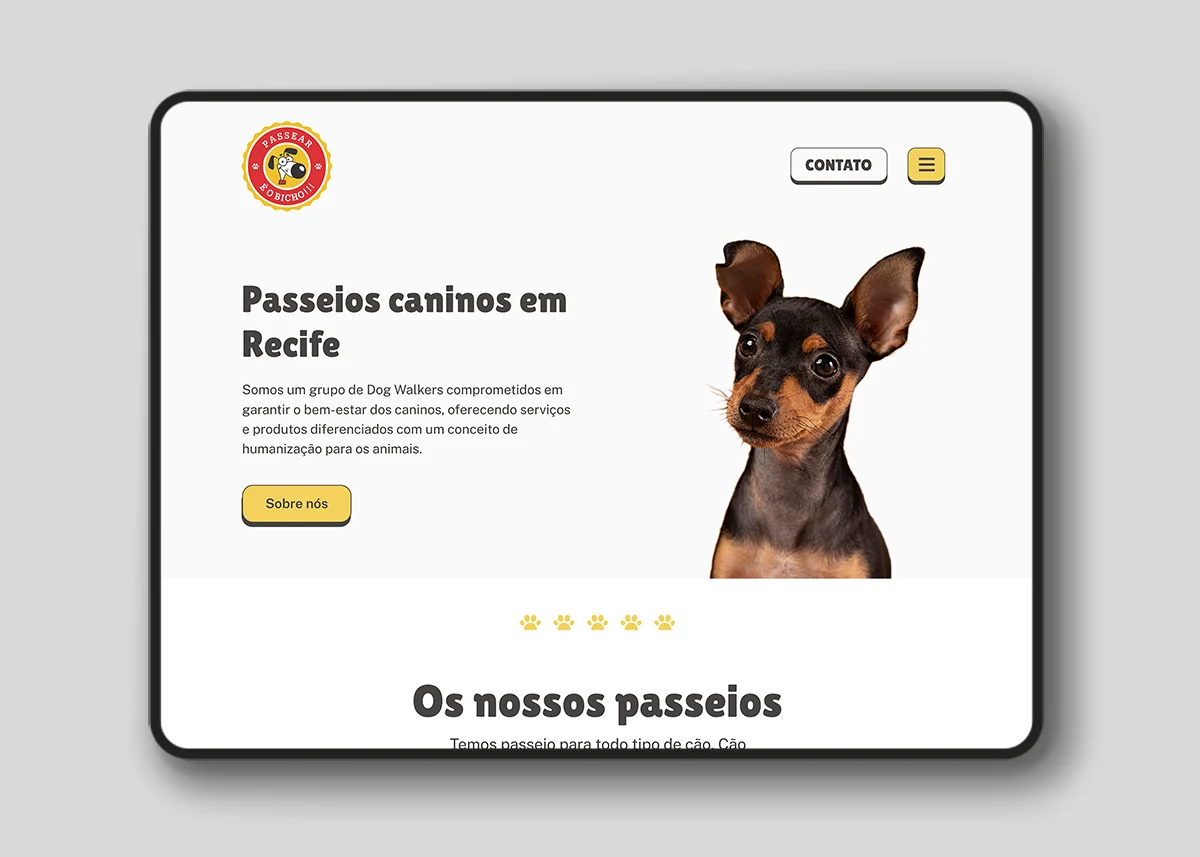 PASSEAR
É O BICHO!!!
CONTATO
Passeios caninos em
Recife
Somos um grupo de Dog Walkers comprometidos em
garantir o bem-estar dos caninos, oferecendo serviços
e produtos diferenciados com um conceito de
humanização para os animais.
Sobre nós
Os nossos passeios
Temos passeio para todo tipo de cão. Cão